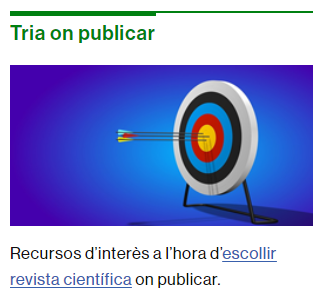 Tria on publicar
Recursos d’interès a l’hora d’escollir
revista científica on publicar.